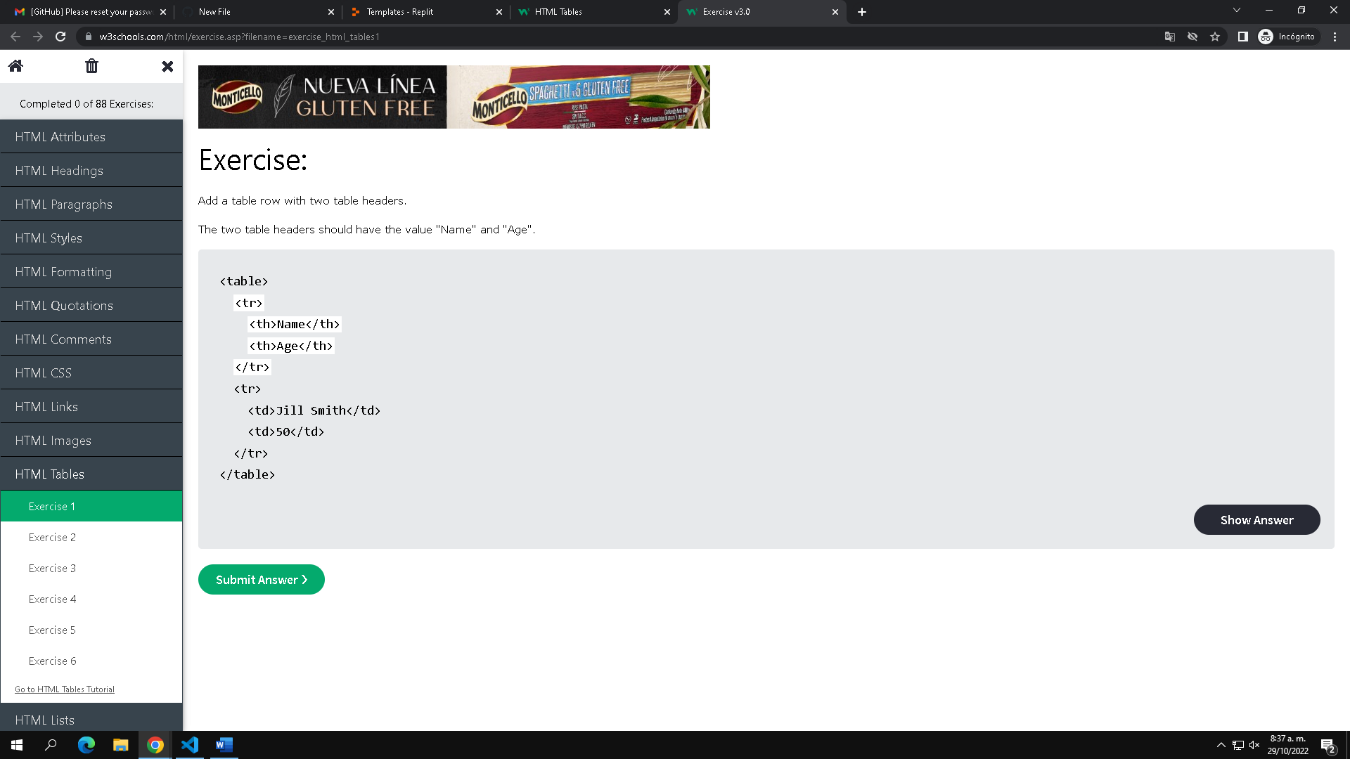 [GitHub] Please reset your passw
New File
Templates - Replit
HTML Tables
Exercise v3.0
w3schools.com/html/exercise.asp?filename=exercise_html_tables1
Incógnito
Completed 0 of 88 Exercises:
HTML Attributes
HTML Headings
HTML Paragraphs
HTML Styles
HTML Formatting
HTML Quotations
HTML Comments
HTML CSS
HTML Links
HTML Images
HTML Tables
Exercise 1
Exercise 2
Exercise 3
Exercise 4
Exercise 5
Exercise 6
Go to HTML Tables Tutorial
HTML Lists
MONTICELLO
NUEVA LÍNEA
GLUTEN FREE
MONTICELLO
SPAGHETTI n.5 GLUTEN FREE
Exercise:
Add a table row with two table headers.
The two table headers should have the value "Name" and "Age".
<table>
<tr>
<th>Name</th>
<th>Age</th>
</tr>
<tr>
<td>Jill Smith</td>
<td>50</td>
</tr>
</table>
Show Answer
Submit Answer ❯
8:37 a. m.
29/10/2022
2